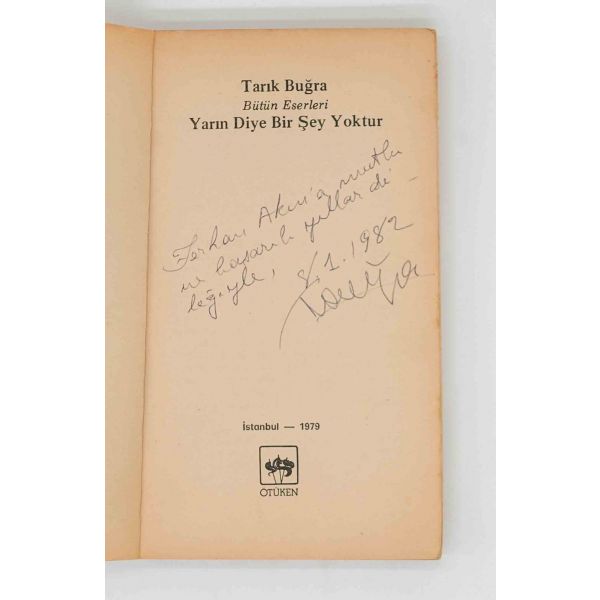 Tarık Buğra
Bütün Eserleri
Yarın Diye Bir Şey Yoktur
Ferhan Akın'a mutlu
ve başarılı yıllar di-
leğiyle,
8.1.1982
TBuğra
İstanbul — 1979
ÖTÜKEN